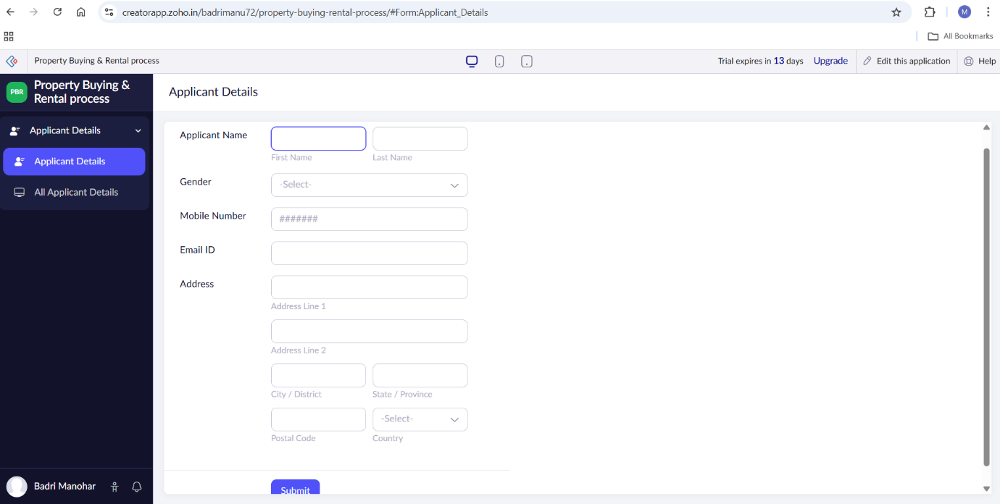 creatorapp.zoho.in/badrimanu72/property-buying-rental-process/#Form:Applicant_Details
M
All Bookmarks
Property Buying & Rental process
Trial expires in 13 days
Upgrade
Edit this application
Help
PBR
Property Buying &
Rental process
Applicant Details
Applicant Details
All Applicant Details
Badri Manohar
Applicant Details
Applicant Name
First Name
Last Name
Gender
-Select-
Mobile Number
#######
Email ID
Address
Address Line 1
Address Line 2
City / District
State / Province
-Select-
Postal Code
Country
Submit